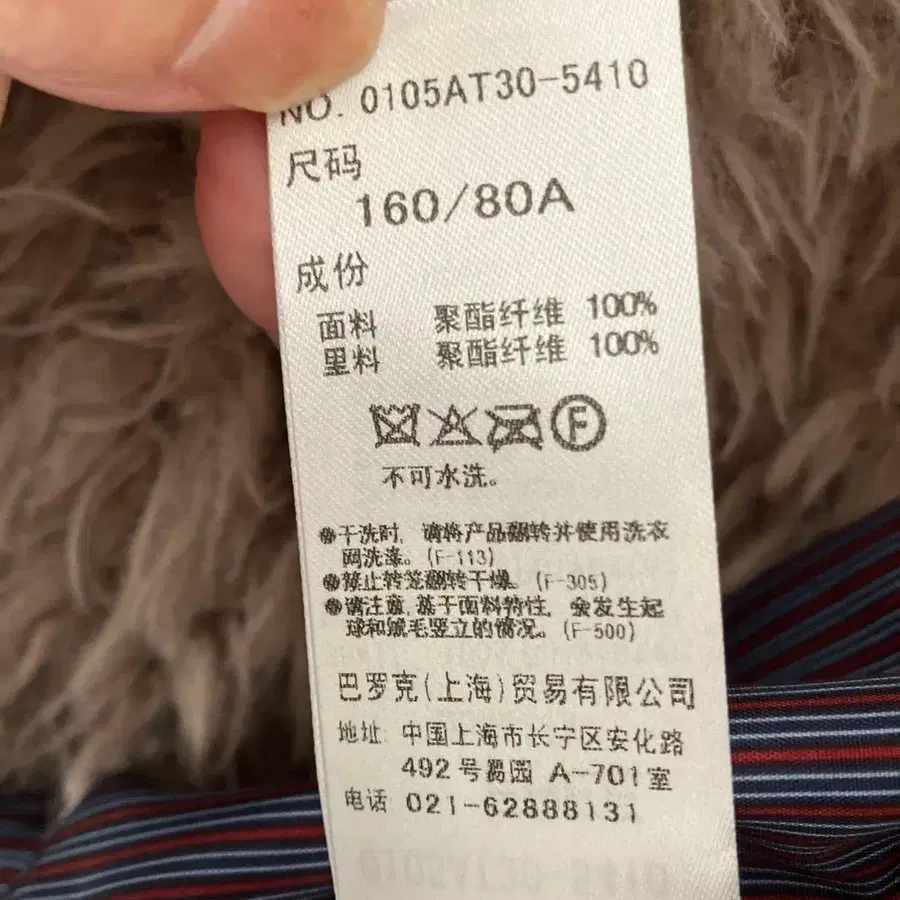 NO. 0105AT30-5410
尺码
160/80A
成份
面料 聚酯纤维 100%
里料 聚酯纤维 100%
F
不可水洗。
●干洗时, 请将产品翻转并使用洗衣
网洗涤。(F-113)
●禁止转笼翻转干燥。(F-305)
●请注意,基于面料特性, 会发生起
球和绒毛竖立的情况。(F-500)
巴罗克(上海)贸易有限公司
地址: 中国上海市长宁区安化路
492号 A-701室
电话 021-62888131